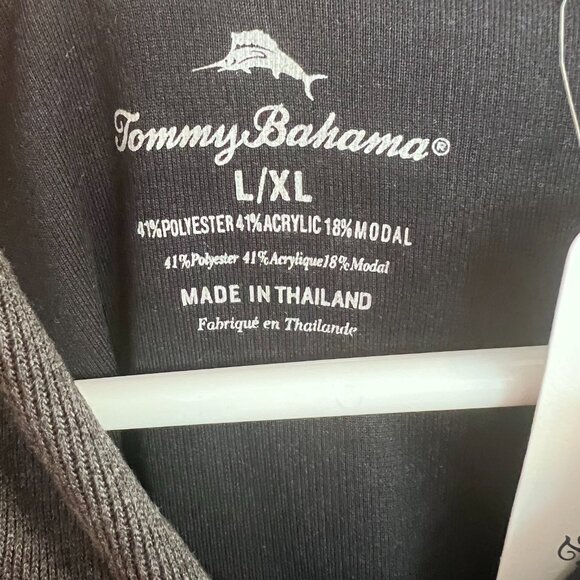 Tommy Bahama®
L/XL
41%POLYESTER 41%ACRYLIC 18%MODAL
41%Polyester 41%Acrylique18%Modal
MADE IN THAILAND
Fabriqué en Thaïlande